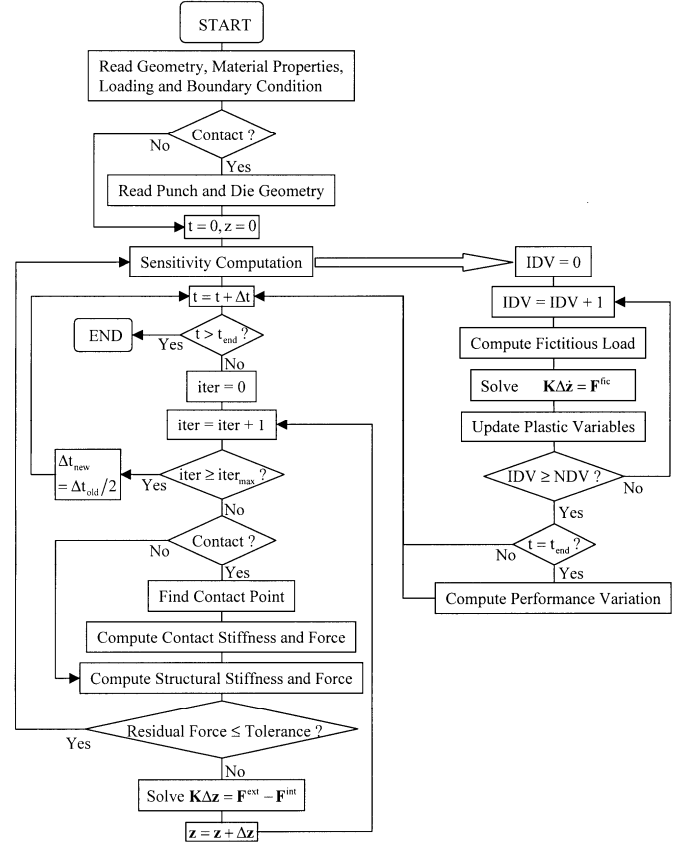 START
Read Geometry, Material Properties,
Loading and Boundary Condition
Contact ?
No
Yes
Read Punch and Die Geometry
t = 0, z = 0
Sensitivity Computation
t = t + Δt
t > t_end ?
Yes
END
No
iter = 0
iter = iter + 1
iter ≥ iter_max ?
Yes
Δt_new
= Δt_old/2
No
Contact ?
No
Yes
Find Contact Point
Compute Contact Stiffness and Force
Compute Structural Stiffness and Force
Residual Force ≤ Tolerance ?
Yes
No
Solve KΔz = F^ext − F^int
z = z + Δz
IDV = 0
IDV = IDV + 1
Compute Fictitious Load
Solve KΔż = F^fic
Update Plastic Variables
IDV ≥ NDV ?
No
Yes
t = t_end ?
No
Yes
Compute Performance Variation